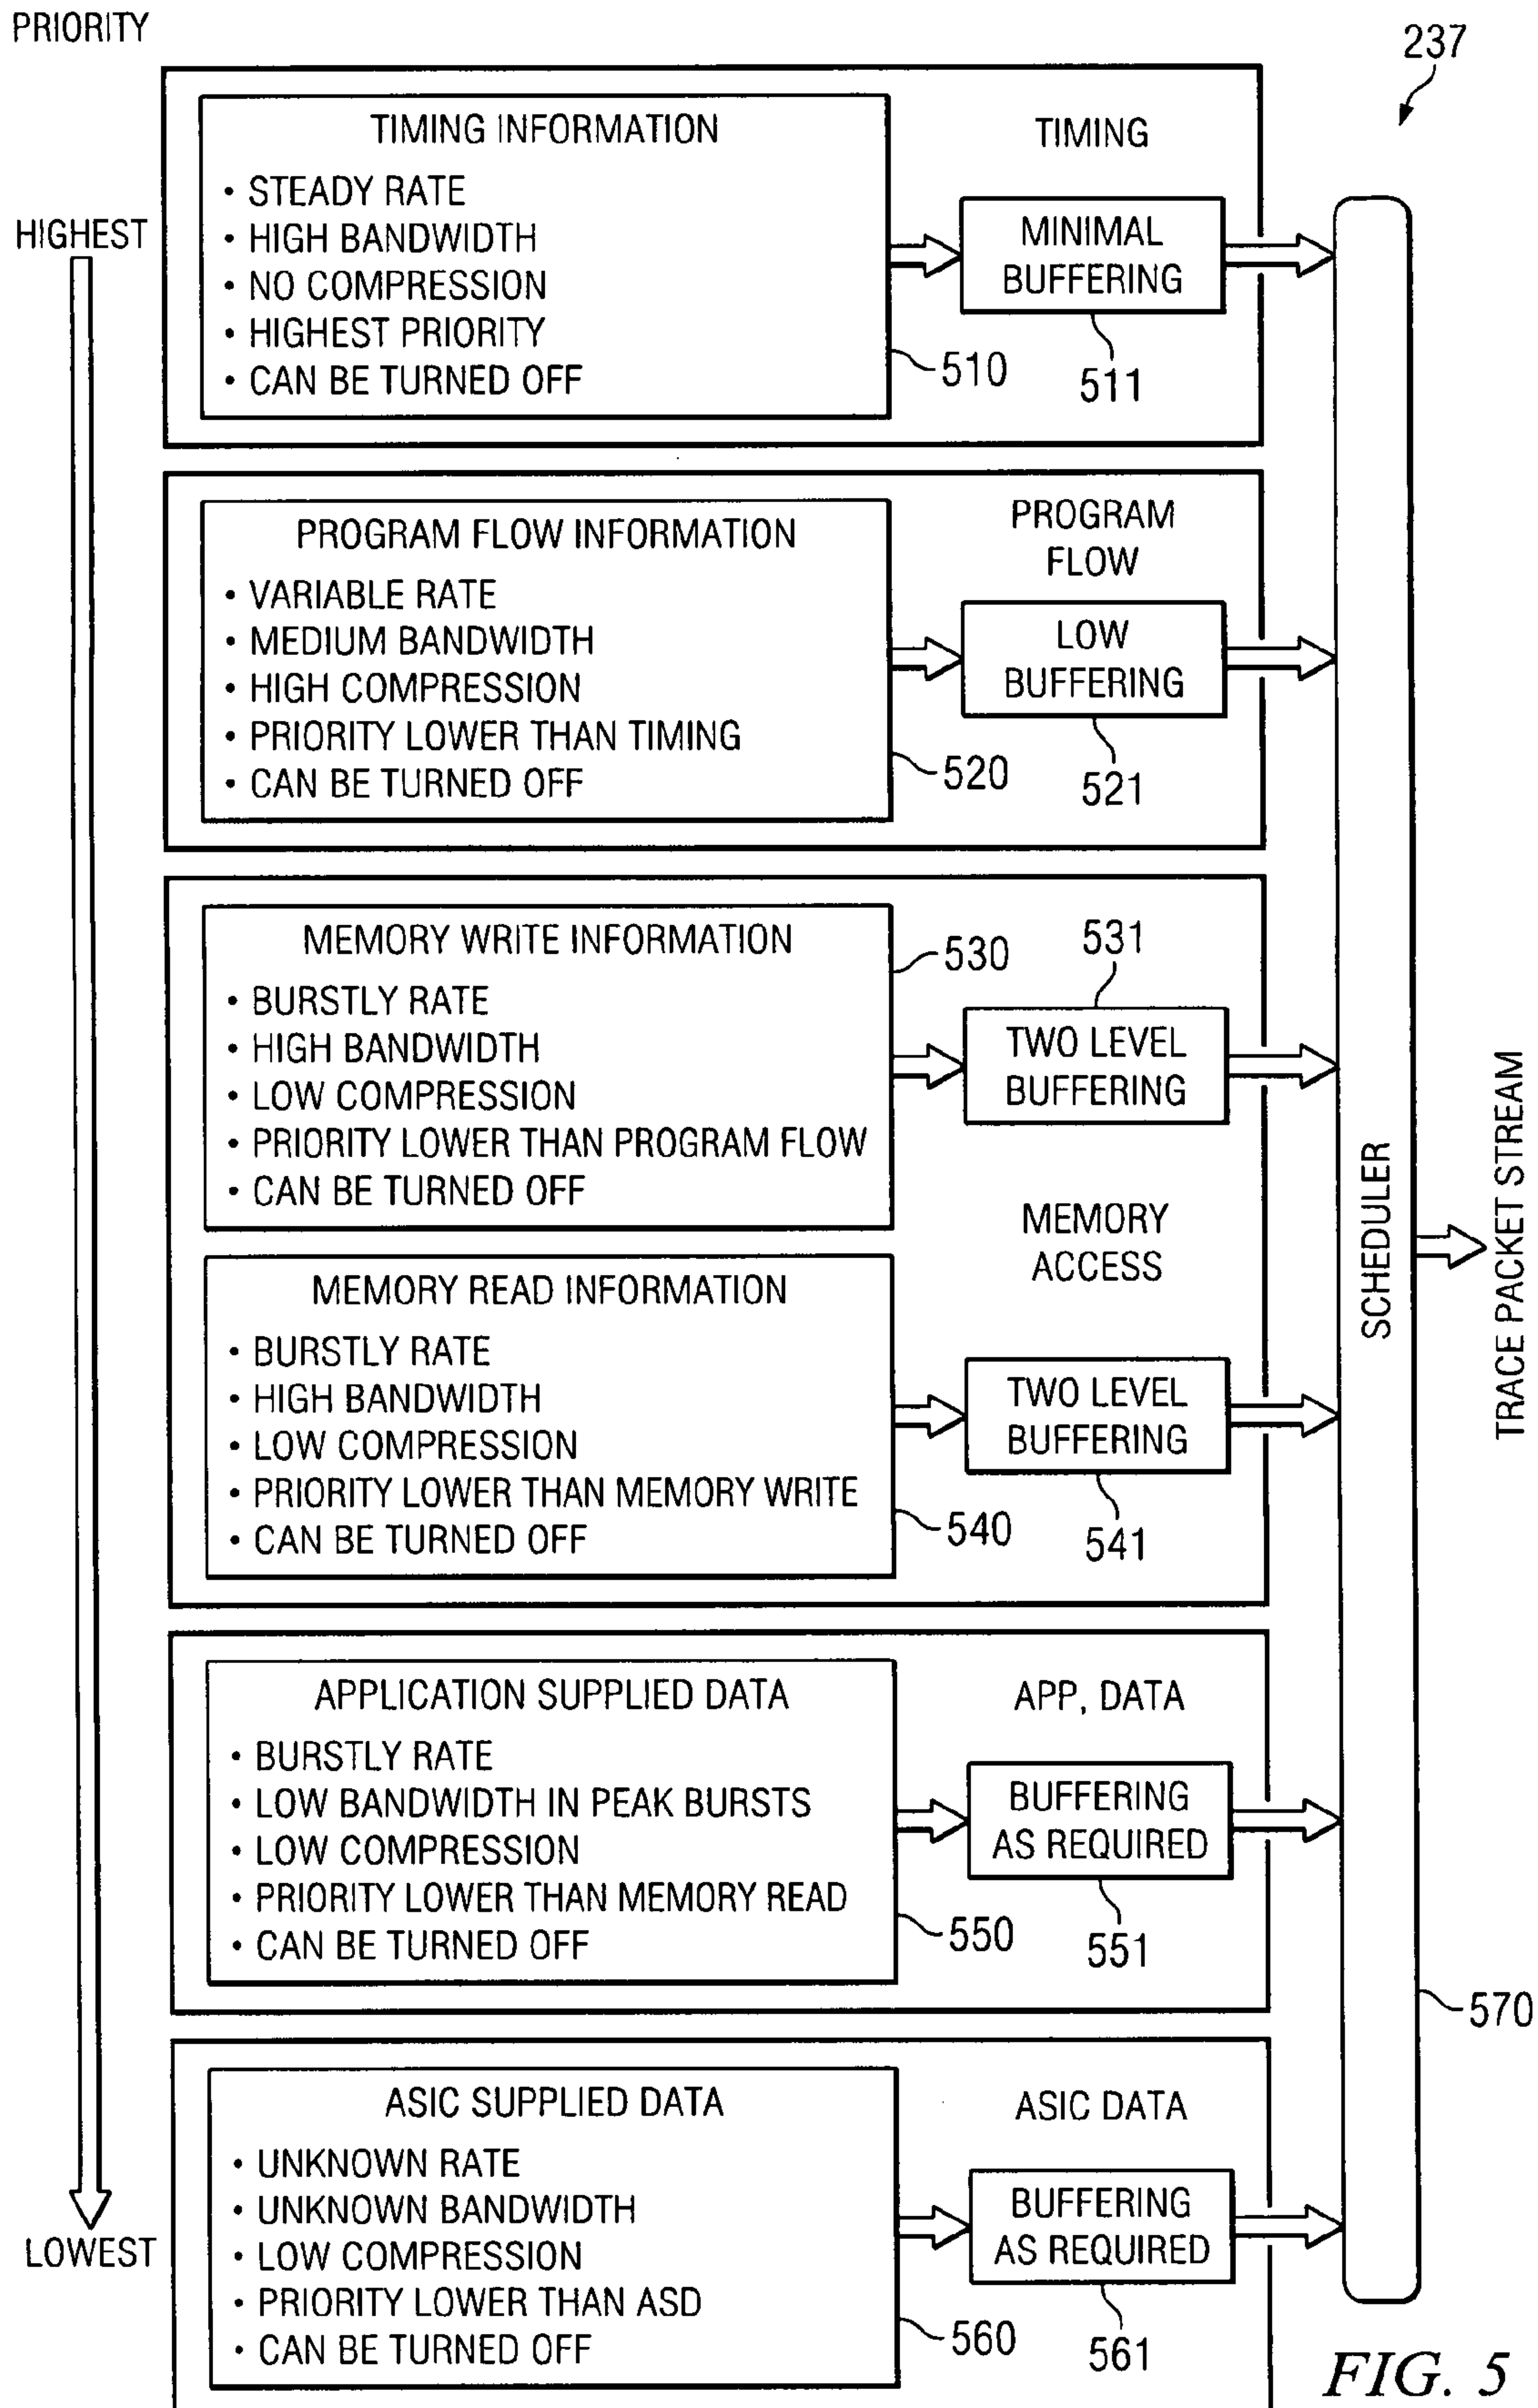 PRIORITY
237
HIGHEST
LOWEST
TIMING INFORMATION
• STEADY RATE
• HIGH BANDWIDTH
• NO COMPRESSION
• HIGHEST PRIORITY
• CAN BE TURNED OFF
510
TIMING
MINIMAL
BUFFERING
511
PROGRAM FLOW INFORMATION
• VARIABLE RATE
• MEDIUM BANDWIDTH
• HIGH COMPRESSION
• PRIORITY LOWER THAN TIMING
• CAN BE TURNED OFF
520
PROGRAM
FLOW
LOW
BUFFERING
521
MEMORY WRITE INFORMATION
• BURSTLY RATE
• HIGH BANDWIDTH
• LOW COMPRESSION
• PRIORITY LOWER THAN PROGRAM FLOW
• CAN BE TURNED OFF
530
531
TWO LEVEL
BUFFERING
MEMORY
ACCESS
MEMORY READ INFORMATION
• BURSTLY RATE
• HIGH BANDWIDTH
• LOW COMPRESSION
• PRIORITY LOWER THAN MEMORY WRITE
• CAN BE TURNED OFF
540
TWO LEVEL
BUFFERING
541
APPLICATION SUPPLIED DATA
• BURSTLY RATE
• LOW BANDWIDTH IN PEAK BURSTS
• LOW COMPRESSION
• PRIORITY LOWER THAN MEMORY READ
• CAN BE TURNED OFF
550
APP, DATA
BUFFERING
AS REQUIRED
551
ASIC SUPPLIED DATA
• UNKNOWN RATE
• UNKNOWN BANDWIDTH
• LOW COMPRESSION
• PRIORITY LOWER THAN ASD
• CAN BE TURNED OFF
560
ASIC DATA
BUFFERING
AS REQUIRED
561
SCHEDULER
570
TRACE PACKET STREAM
FIG. 5